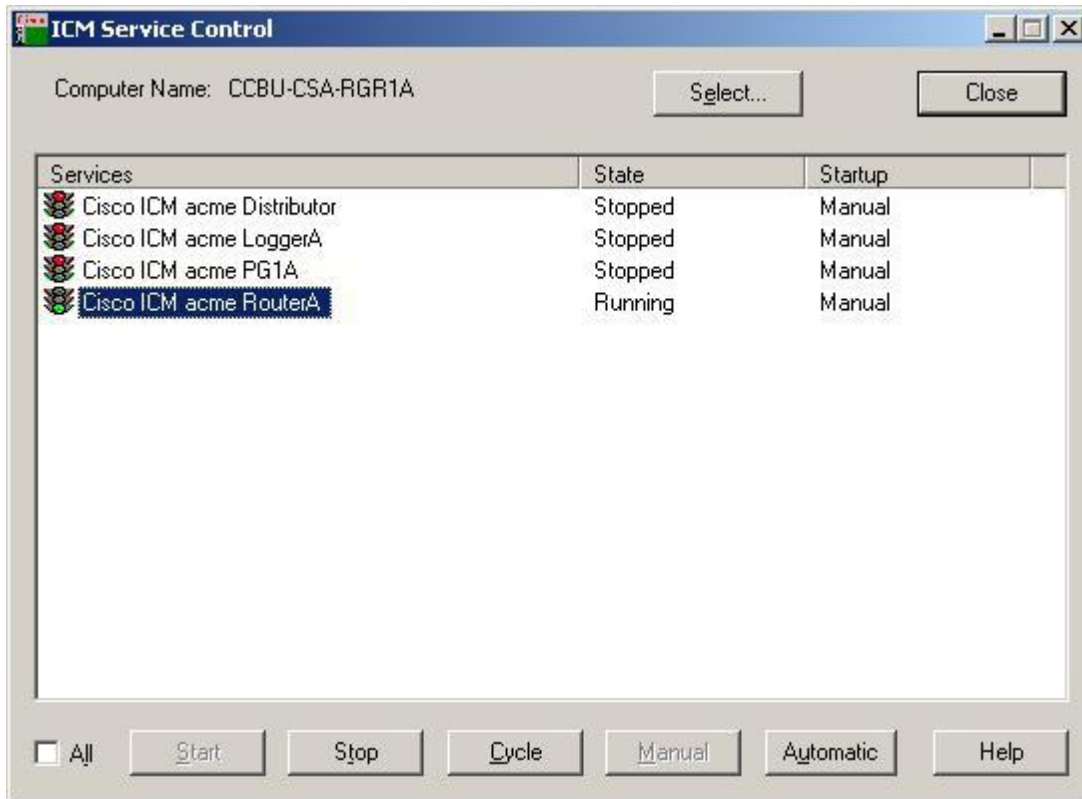 ICM Service Control
Computer Name: CCBU-CSA-RGR1A Select... Close
Services State Startup
Cisco ICM acme Distributor Stopped Manual
Cisco ICM acme LoggerA Stopped Manual
Cisco ICM acme PG1A Stopped Manual
Cisco ICM acme RouterA Running Manual
All Start Stop Cycle Manual Automatic Help